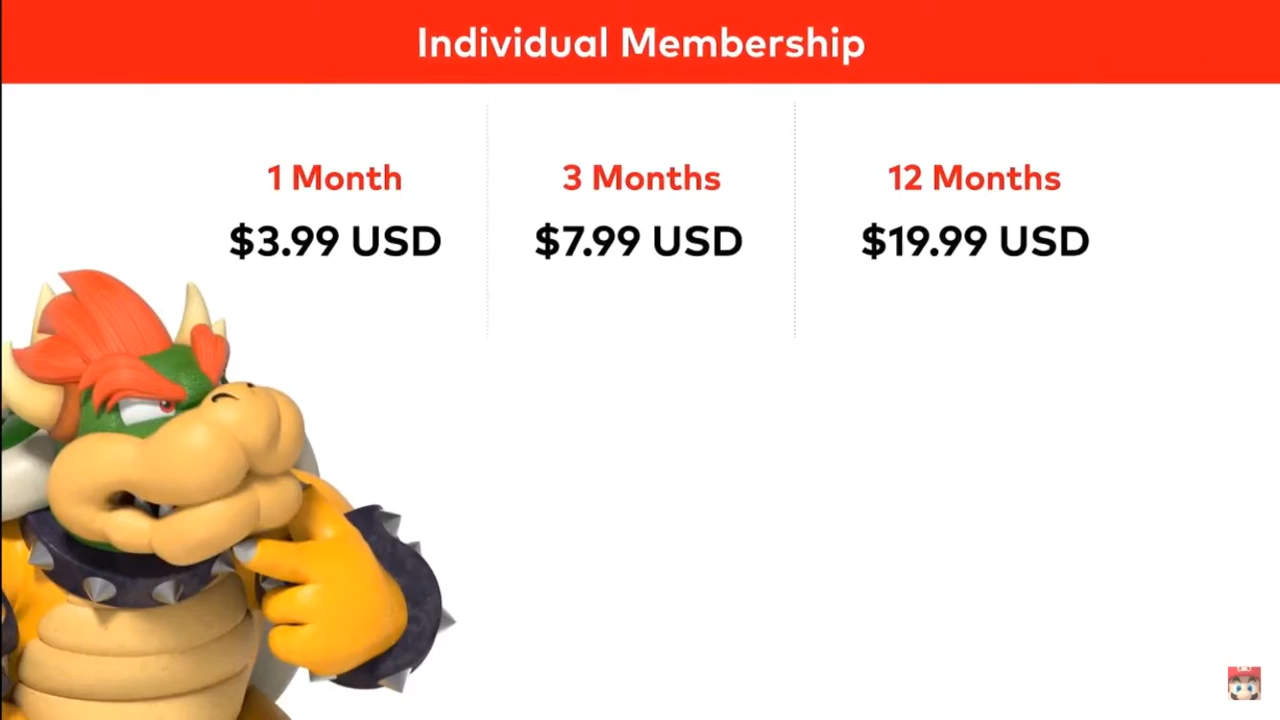 Individual Membership
1 Month
$3.99 USD
3 Months
$7.99 USD
12 Months
$19.99 USD